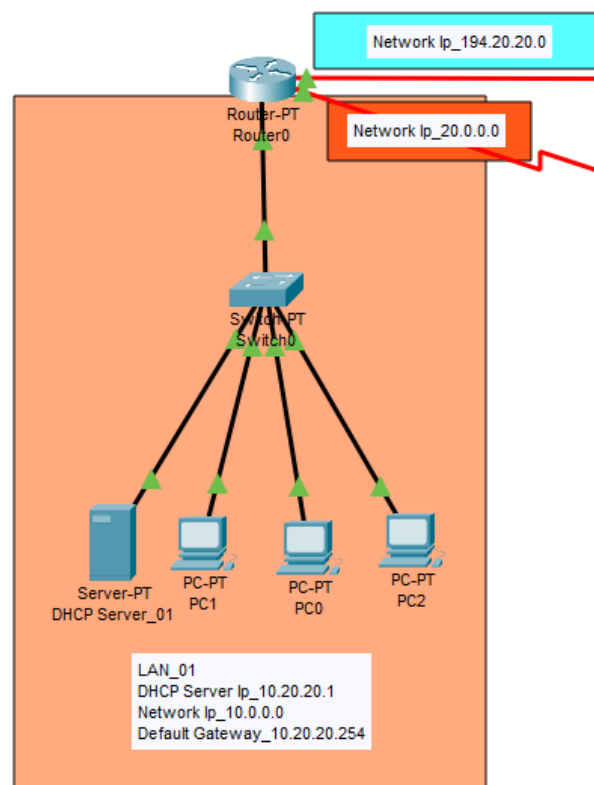 Network Ip_194.20.20.0
Router-PT
Router0
Network Ip_20.0.0.0
Switch-PT
Switch0
Server-PT
DHCP Server_01
PC-PT
PC1
PC-PT
PC0
PC-PT
PC2
LAN_01
DHCP Server Ip_10.20.20.1
Network Ip_10.0.0.0
Default Gateway_10.20.20.254